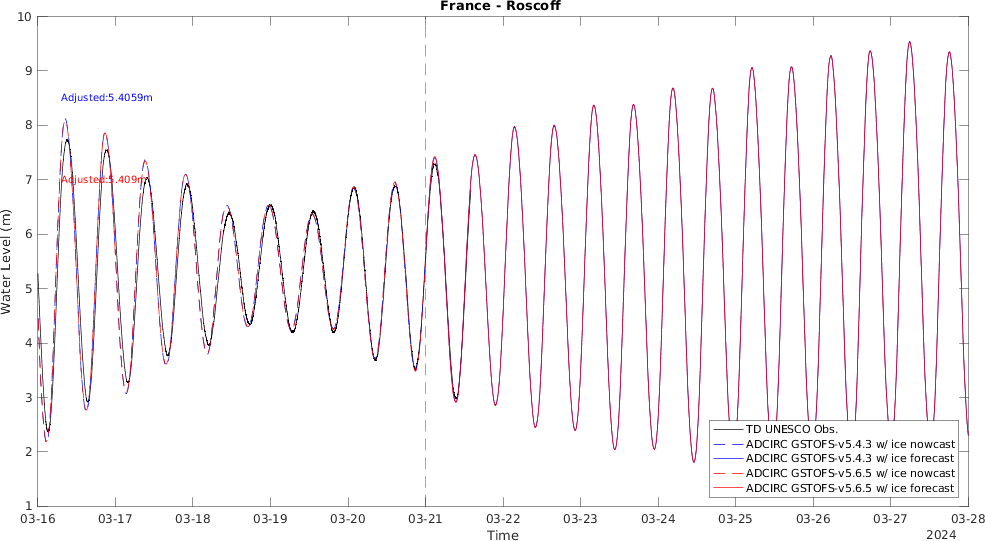 France - Roscoff
10
9
8
7
6
5
4
3
2
1
Water Level (m)
Adjusted:5.4059m
Adjusted:5.409m
TD UNESCO Obs.
ADCIRC GSTOFS-v5.4.3 w/ ice nowcast
ADCIRC GSTOFS-v5.4.3 w/ ice forecast
ADCIRC GSTOFS-v5.6.5 w/ ice nowcast
ADCIRC GSTOFS-v5.6.5 w/ ice forecast
03-16 03-17 03-18 03-19 03-20 03-21 03-22 03-23 03-24 03-25 03-26 03-27 03-28
Time
2024